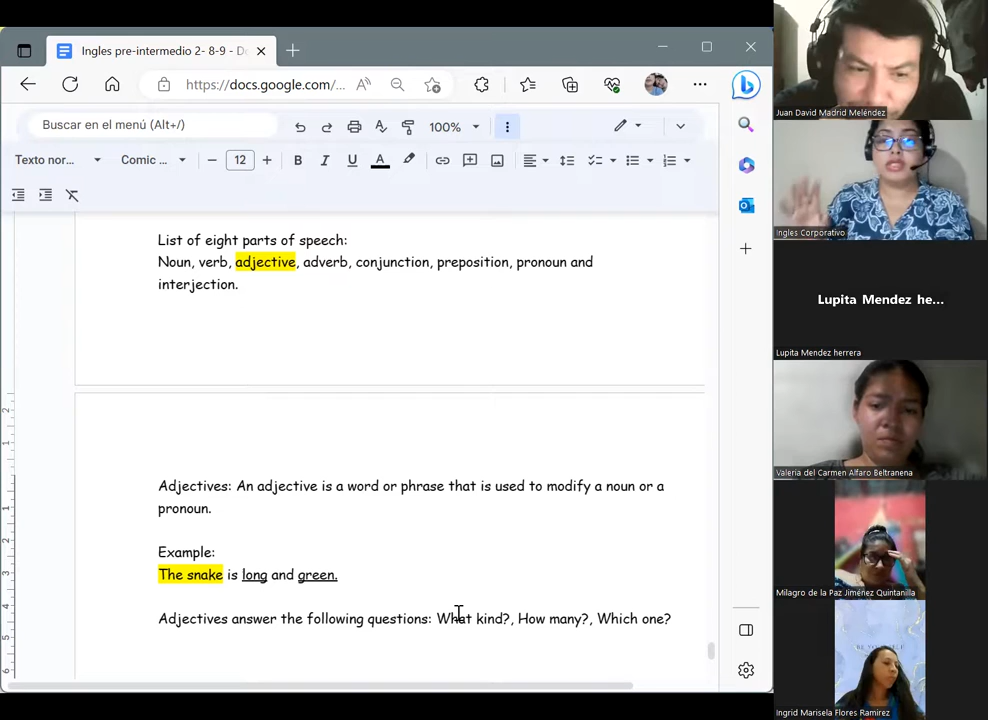 Ingles pre-intermedio 2- 8-9 - D
https://docs.google.com/...
Buscar en el menú (Alt+/)
100%
Texto nor...
Comic ...
12
List of eight parts of speech:
Noun, verb, adjective, adverb, conjunction, preposition, pronoun and
interjection.
Adjectives: An adjective is a word or phrase that is used to modify a noun or a
pronoun.
Example:
The snake is long and green.
Adjectives answer the following questions: What kind?, How many?, Which one?
Juan David Madrid Meléndez
Ingles Corporativo
Lupita Mendez he...
Lupita Mendez herrera
Valeria del Carmen Alfaro Beltranena
Milagro de la Paz Jiménez Quintanilla
BE YOURSELF
Ingrid Marisela Flores Ramirez